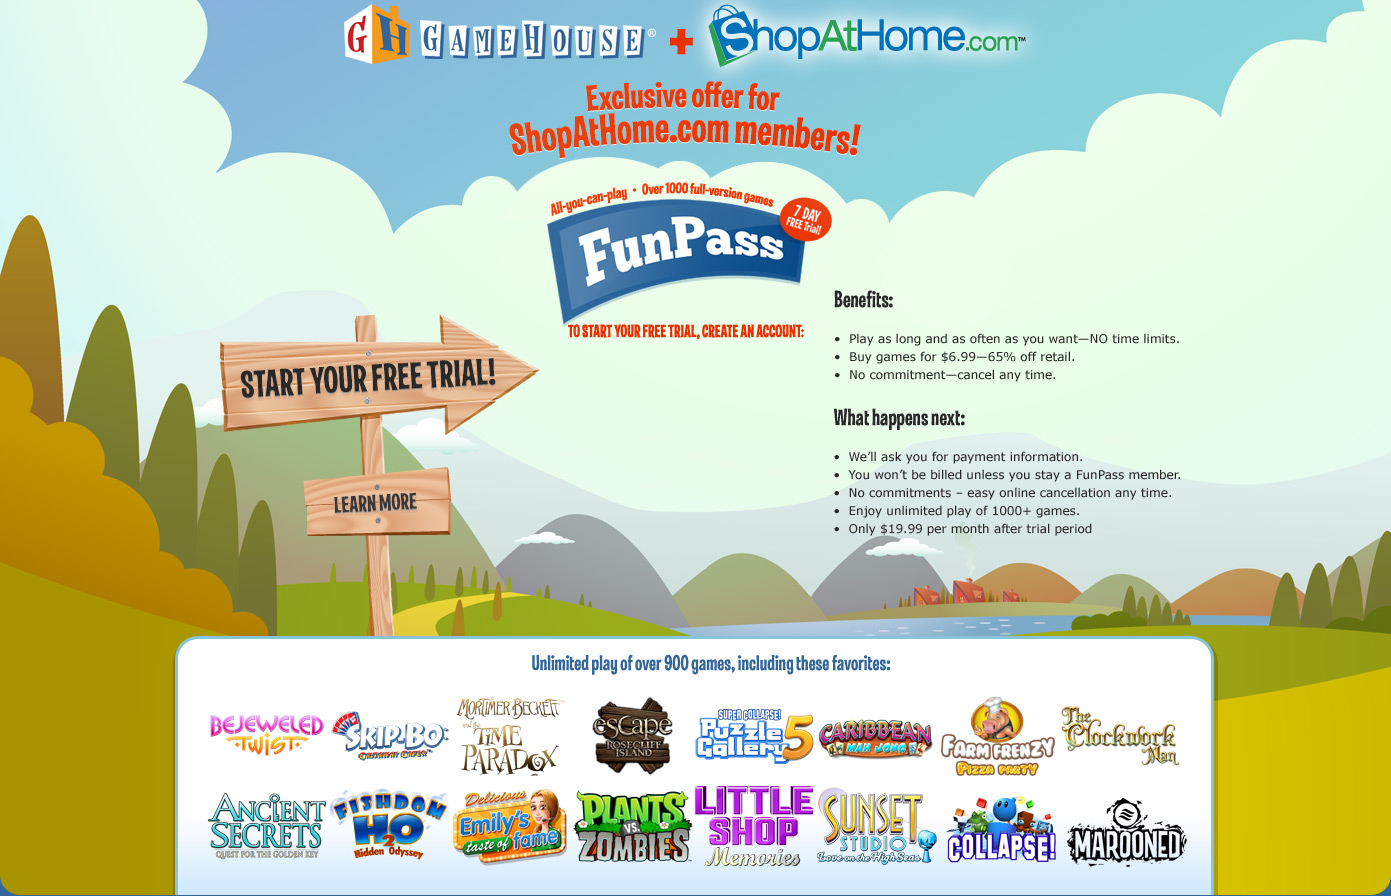 GH GAMEHOUSE® + ShopAtHome.com™
Exclusive offer for
ShopAtHome.com members!
All-you-can-play • Over 1000 full-version games
7 DAY
FREE Trial!
FunPass
TO START YOUR FREE TRIAL, CREATE AN ACCOUNT:
START YOUR FREE TRIAL!
LEARN MORE
Benefits:
• Play as long and as often as you want—NO time limits.
• Buy games for $6.99—65% off retail.
• No commitment—cancel any time.
What happens next:
• We'll ask you for payment information.
• You won't be billed unless you stay a FunPass member.
• No commitments – easy online cancellation any time.
• Enjoy unlimited play of 1000+ games.
• Only $19.99 per month after trial period
Unlimited play of over 900 games, including these favorites:
BEJEWELED
TWIST
SKIP-BO
CASTAWAY CAPER
MORTIMER BECKETT
and the
TIME
PARADOX
escape
ROSECLIFF
ISLAND
SUPER COLLAPSE!
Puzzle
Gallery 5
CARIBBEAN
MAH JONG
FARM FRENZY
PIZZA PARTY
The
Clockwork
Man
ANCIENT
SECRETS
QUEST FOR THE GOLDEN KEY
FISHDOM
H2O
Hidden Odyssey
Delicious
Emily's
taste of fame
PLANTS
VS.
ZOMBIES
LITTLE
SHOP
Memories
SUNSET
STUDIO
Love on the High Seas
COLLAPSE!
MAROONED